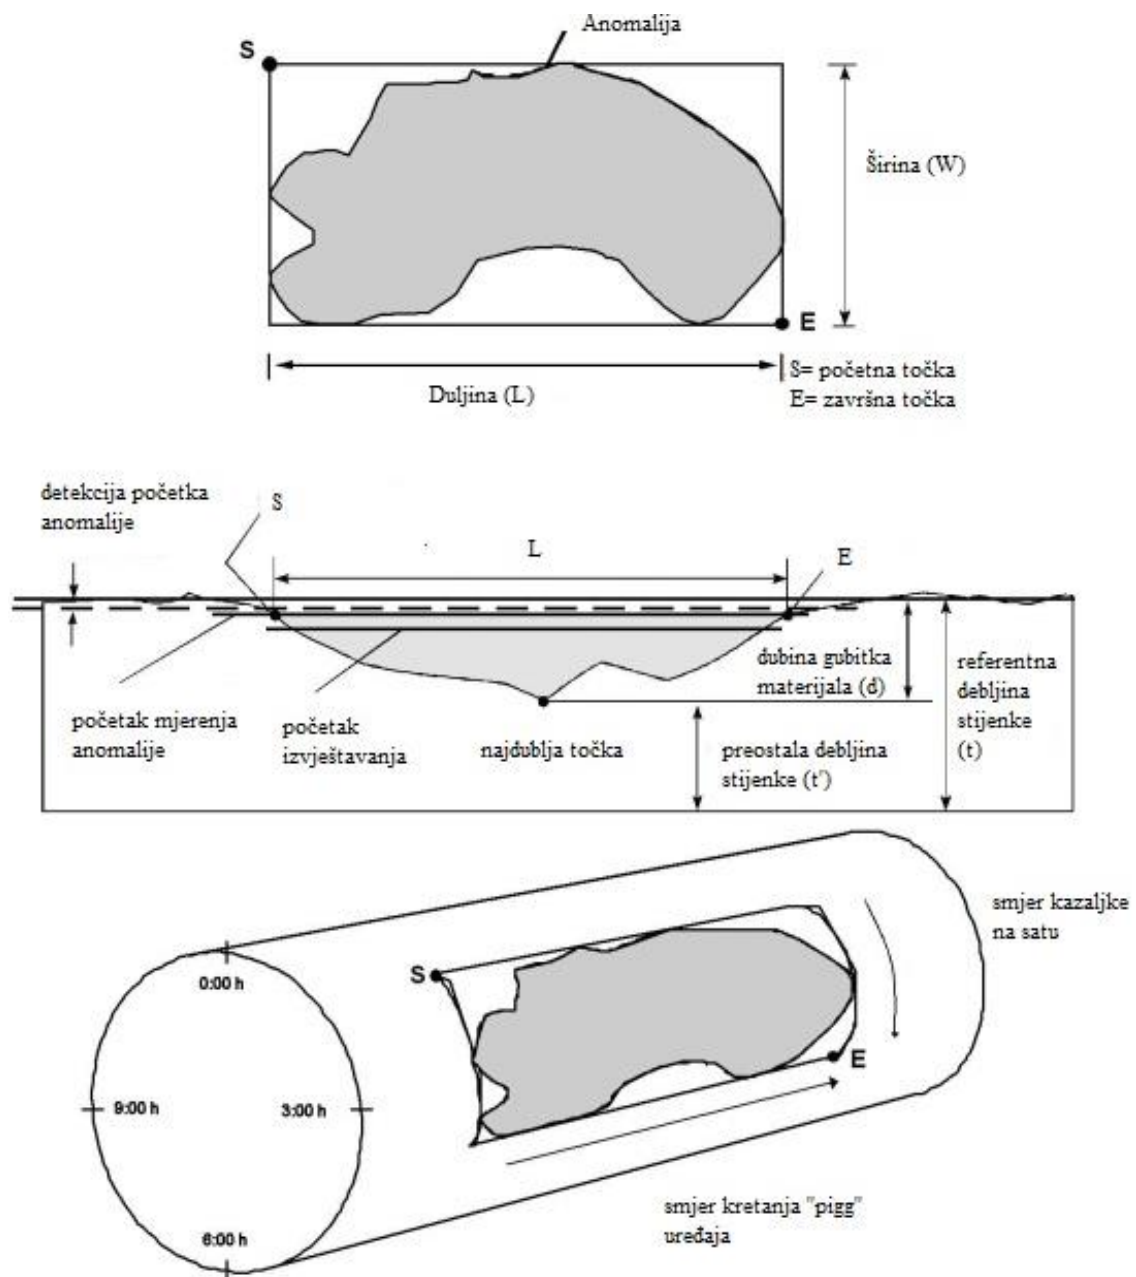 Anomalija
S
Širina (W)
E
Duljina (L)
S= početna točka
E= završna točka
detekcija početka
anomalije
S
L
E
dubina gubitka
materijala (d)
referentna
debljina
stijenke
(t)
početak mjerenja
anomalije
početak
izvještavanja
najdublja točka
preostala debljina
stijenke (t')
smjer kazaljke
na satu
S
0:00 h
E
9:00 h
3:00 h
smjer kretanja "pigg"
uređaja
6:00 h